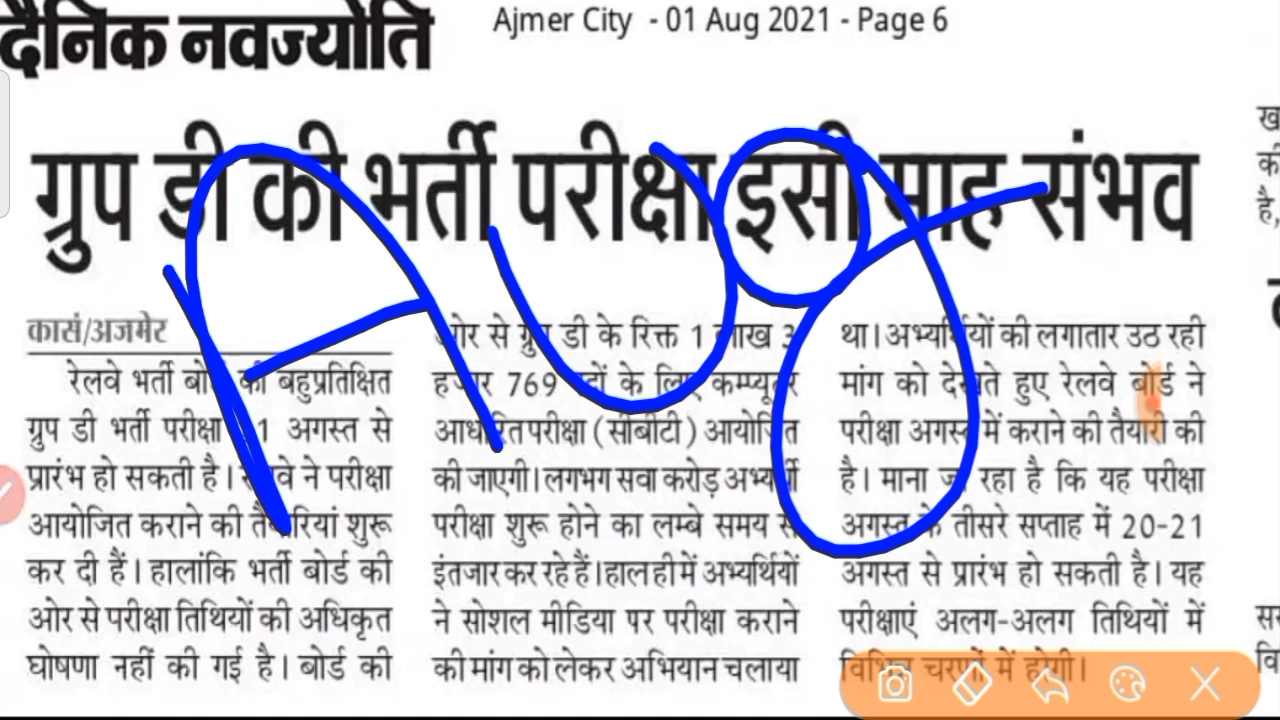 दैनिक नवज्योति
Ajmer City - 01 Aug 2021 - Page 6
ग्रुप डी की भर्ती परीक्षा इसी माह संभव
Aug
कासं/अजमेर
रेलवे भर्ती बोर्ड की बहुप्रतिक्षित
ग्रुप डी भर्ती परीक्षा 1 अगस्त से
प्रारंभ हो सकती है। रेलवे ने परीक्षा
आयोजित कराने की तैयारियां शुरू
कर दी हैं। हालांकि भर्ती बोर्ड की
ओर से परीक्षा तिथियों की अधिकृत
घोषणा नहीं की गई है। बोर्ड की
ओर से ग्रुप डी के रिक्त 1 लाख 3
हजार 769 पदों के लिए कम्प्यूटर
आधारित परीक्षा (सीबीटी) आयोजित
की जाएगी। लगभग सवा करोड़ अभ्यर्थी
परीक्षा शुरू होने का लम्बे समय से
इंतजार कर रहे हैं। हाल ही में अभ्यर्थियों
ने सोशल मीडिया पर परीक्षा कराने
की मांग को लेकर अभियान चलाया
था। अभ्यर्थियों की लगातार उठ रही
मांग को देखते हुए रेलवे बोर्ड ने
परीक्षा अगस्त में कराने की तैयारी की
है। माना जा रहा है कि यह परीक्षा
अगस्त के तीसरे सप्ताह में 20-21
अगस्त से प्रारंभ हो सकती है। यह
परीक्षाएं अलग-अलग तिथियों में
विभिन्न चरणों में होगी।